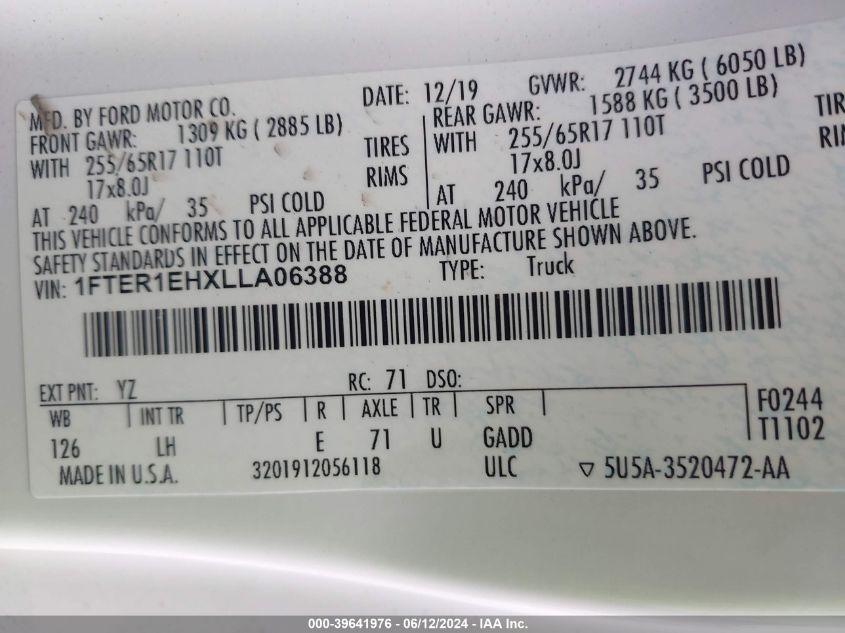 MFD. BY FORD MOTOR CO. DATE: 12/19 GVWR: 2744 KG ( 6050 LB)
FRONT GAWR: 1309 KG ( 2885 LB) REAR GAWR: 1588 KG ( 3500 LB)
WITH 255/65R17 110T TIRES WITH 255/65R17 110T TIR
17x8.0J RIMS 17x8.0J RI
AT 240 kPa/ 35 PSI COLD AT 240 kPa/ 35 PSI COLD
THIS VEHICLE CONFORMS TO ALL APPLICABLE FEDERAL MOTOR VEHICLE
SAFETY STANDARDS IN EFFECT ON THE DATE OF MANUFACTURE SHOWN ABOVE.
VIN: 1FTER1EHXLLA06388 TYPE: Truck
EXT PNT: YZ RC: 71 DSO:
WB INT TR TP/PS R AXLE TR SPR F0244
126 LH E 71 U GADD T1102
MADE IN U.S.A. 3201912056118 ULC ▽ 5U5A-3520472-AA
000-39641976 - 06/12/2024 - IAA Inc.